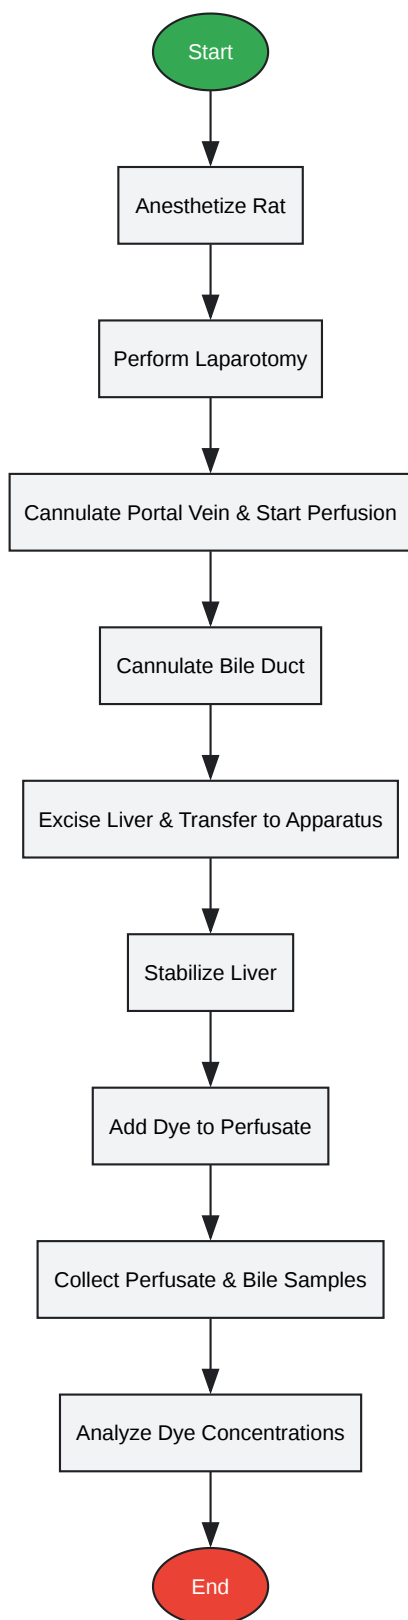 Start
Anesthetize Rat
Perform Laparotomy
Cannulate Portal Vein & Start Perfusion
Cannulate Bile Duct
Excise Liver & Transfer to Apparatus
Stabilize Liver
Add Dye to Perfusate
Collect Perfusate & Bile Samples
Analyze Dye Concentrations
End